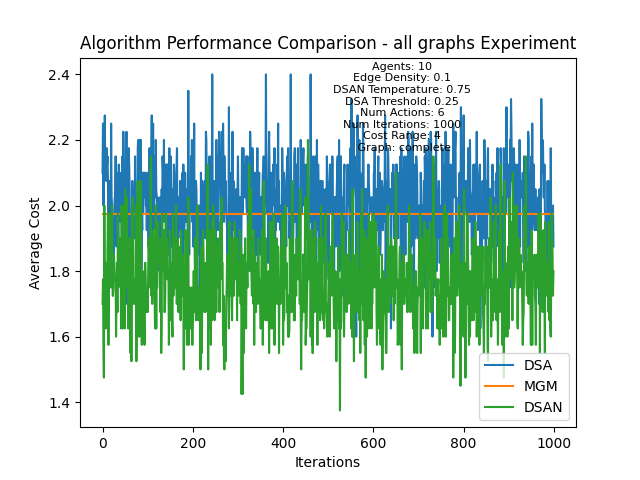 Algorithm Performance Comparison - all graphs Experiment
Agents: 10
Edge Density: 0.1
DSAN Temperature: 0.75
DSA Threshold: 0.25
Num Actions: 6
Num Iterations: 1000
Cost Range: 4
Graph: complete
Average Cost
2.4
2.2
2.0
1.8
1.6
1.4
DSA
MGM
DSAN
0
200
400
600
800
1000
Iterations